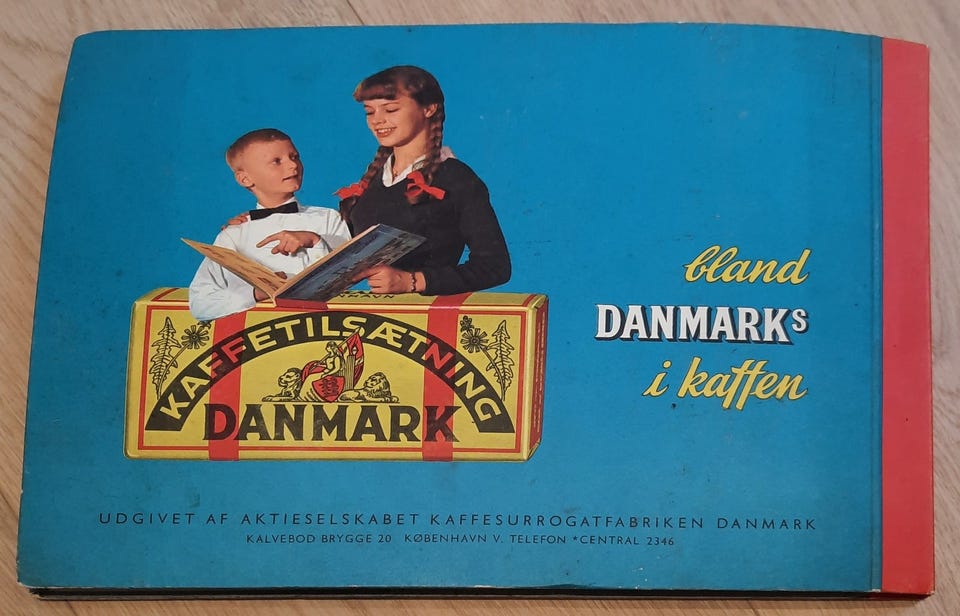 bland
DANMARKs
i kaffen
KAFFETILSÆTNING
DANMARK
UDGIVET AF AKTIESELSKABET KAFFESURROGATFABRIKEN DANMARK
KALVEBOD BRYGGE 20 KØBENHAVN V. TELEFON *CENTRAL 2346